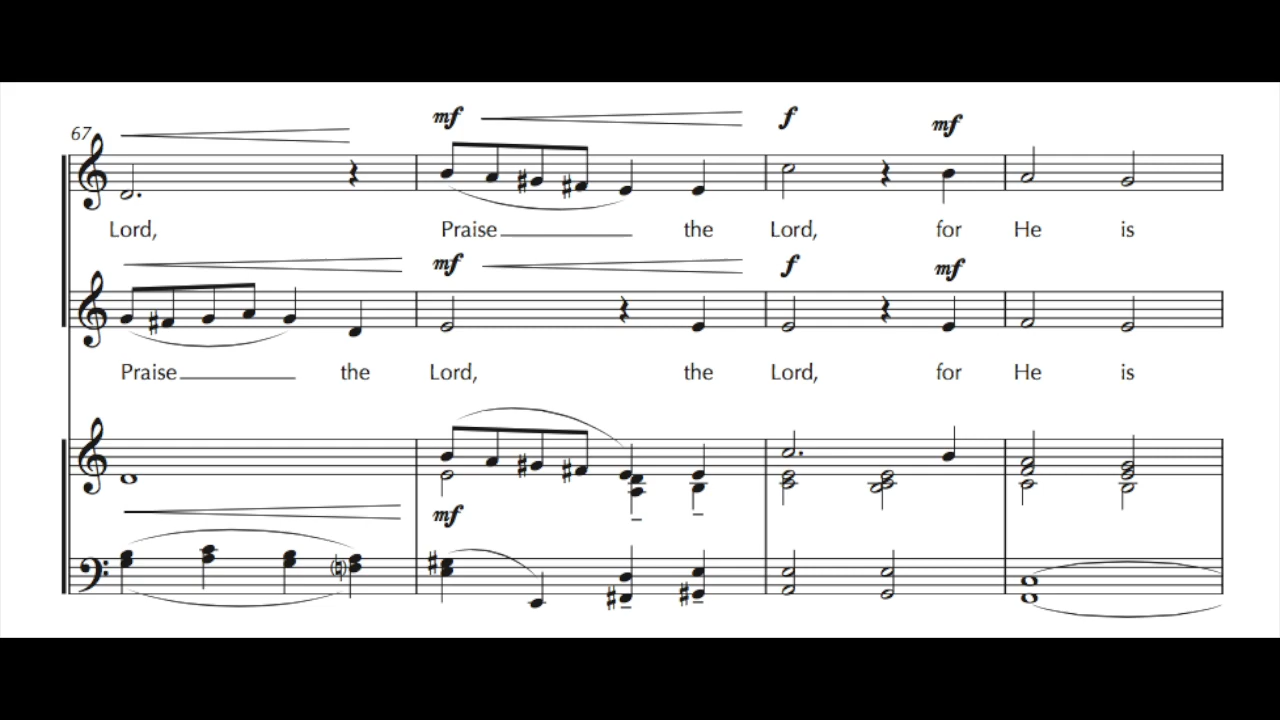 67
mf f mf
Lord, Praise the Lord, for He is
mf f mf
Praise the Lord, the Lord, for He is
mf